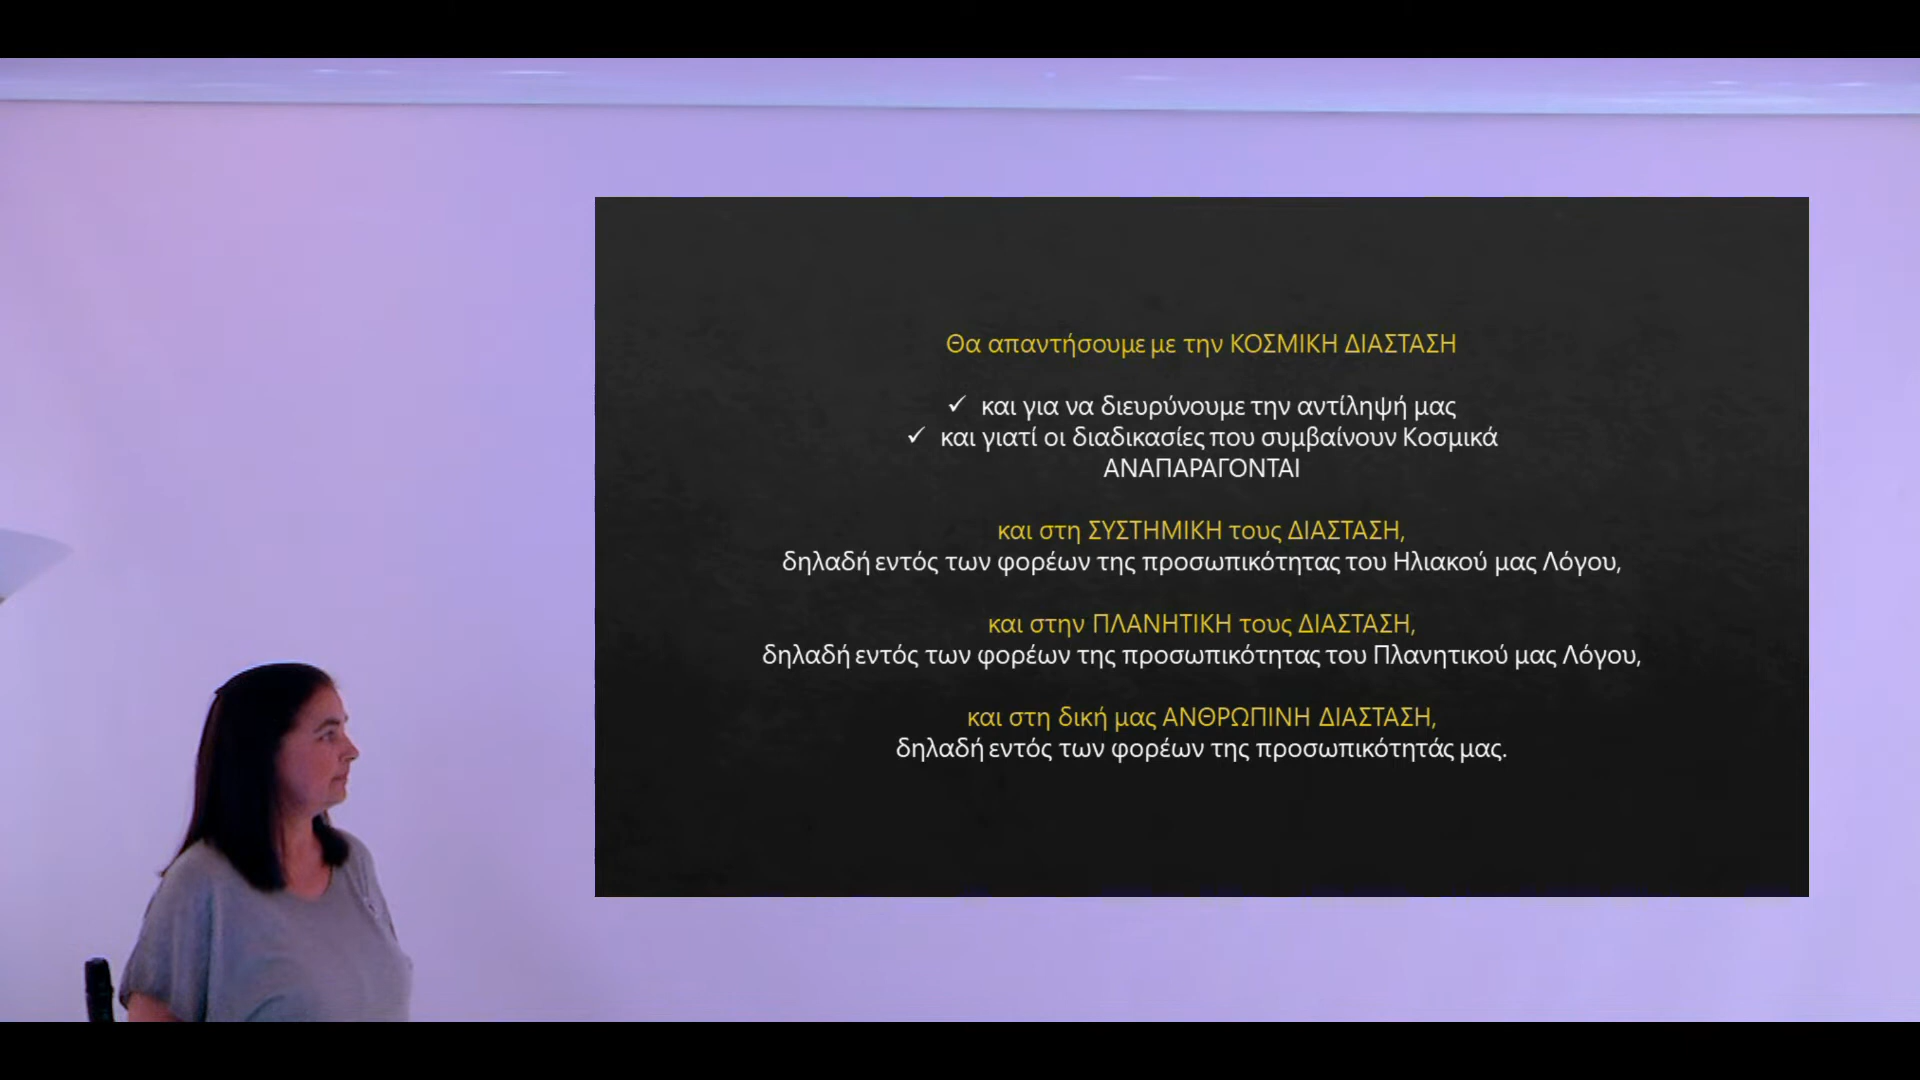 Θα απαντήσουμε με την ΚΟΣΜΙΚΗ ΔΙΑΣΤΑΣΗ
✓ και για να διευρύνουμε την αντίληψή μας
✓ και γιατί οι διαδικασίες που συμβαίνουν Κοσμικά
ΑΝΑΠΑΡΑΓΟΝΤΑΙ
και στη ΣΥΣΤΗΜΙΚΗ τους ΔΙΑΣΤΑΣΗ,
δηλαδή εντός των φορέων της προσωπικότητας του Ηλιακού μας Λόγου,
και στην ΠΛΑΝΗΤΙΚΗ τους ΔΙΑΣΤΑΣΗ,
δηλαδή εντός των φορέων της προσωπικότητας του Πλανητικού μας Λόγου,
και στη δική μας ΑΝΘΡΩΠΙΝΗ ΔΙΑΣΤΑΣΗ,
δηλαδή εντός των φορέων της προσωπικότητάς μας.